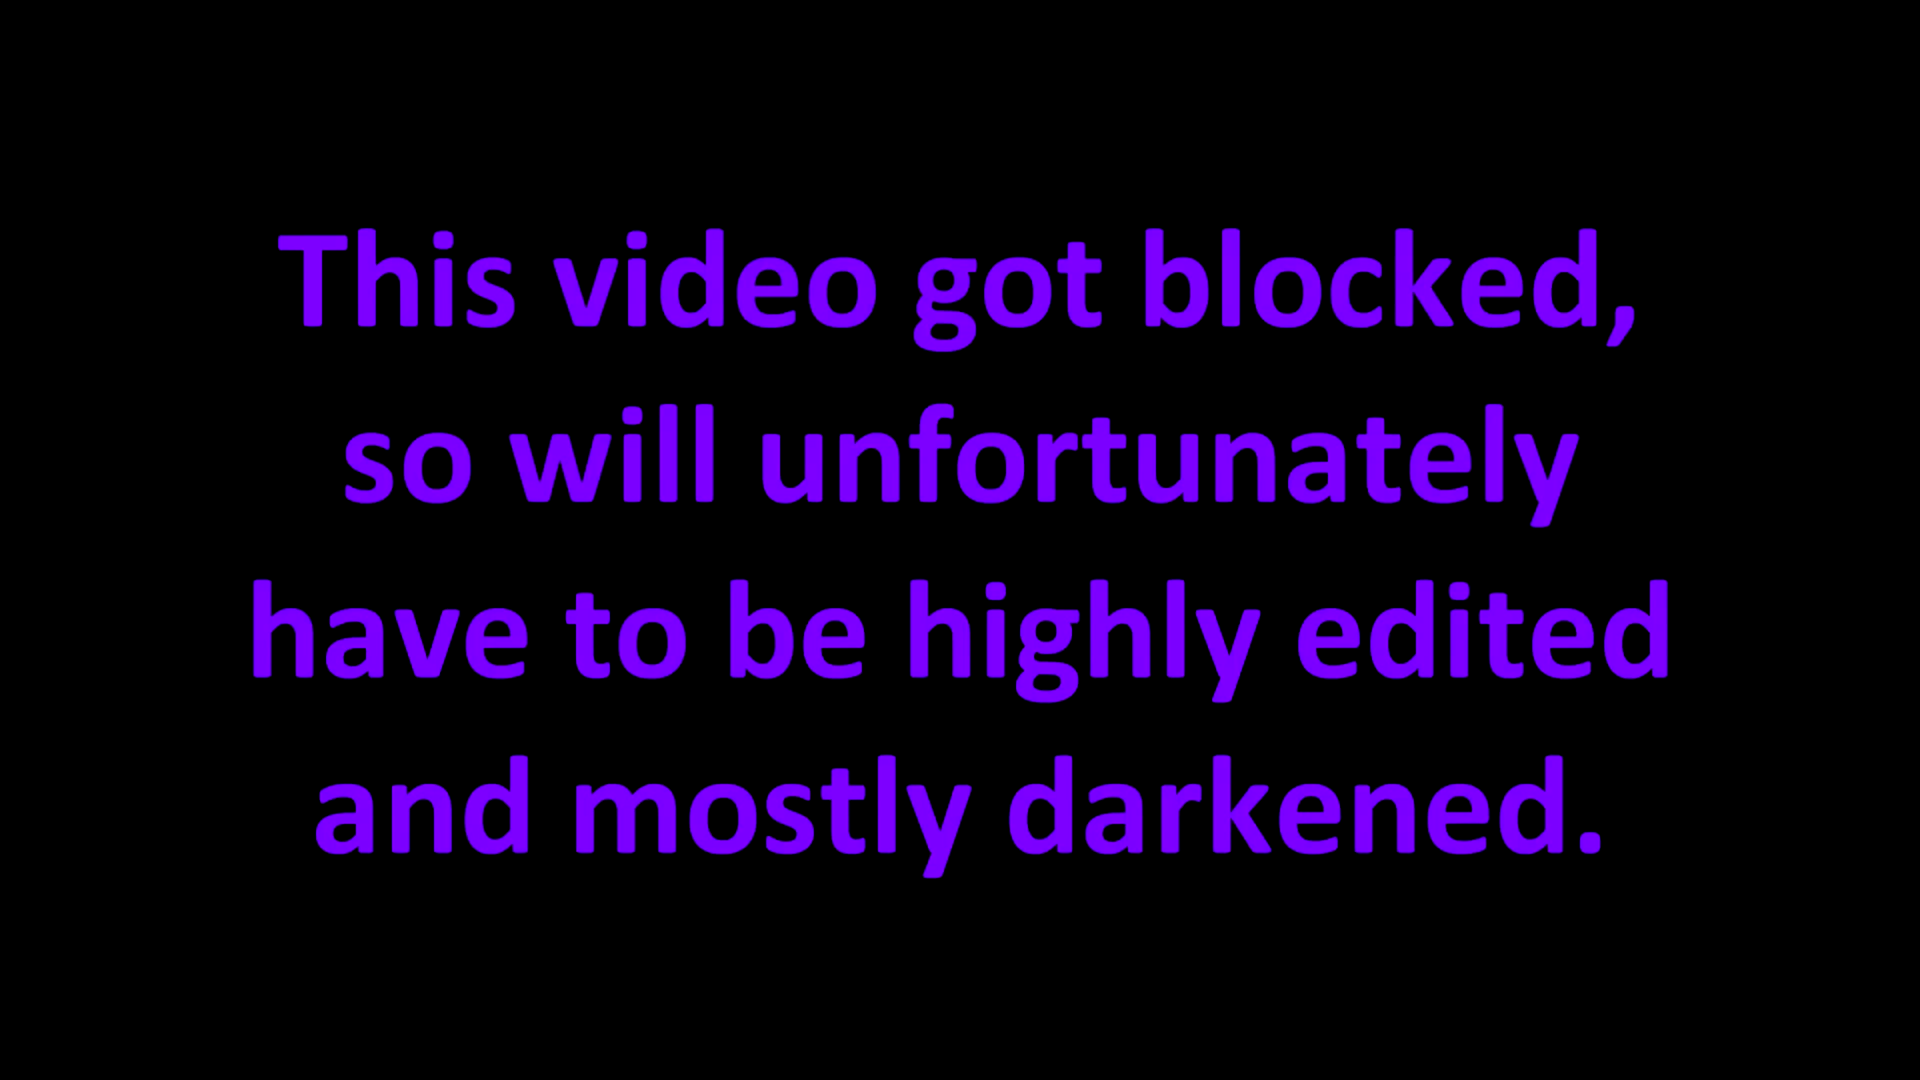 This video got blocked,
so will unfortunately
have to be highly edited
and mostly darkened.